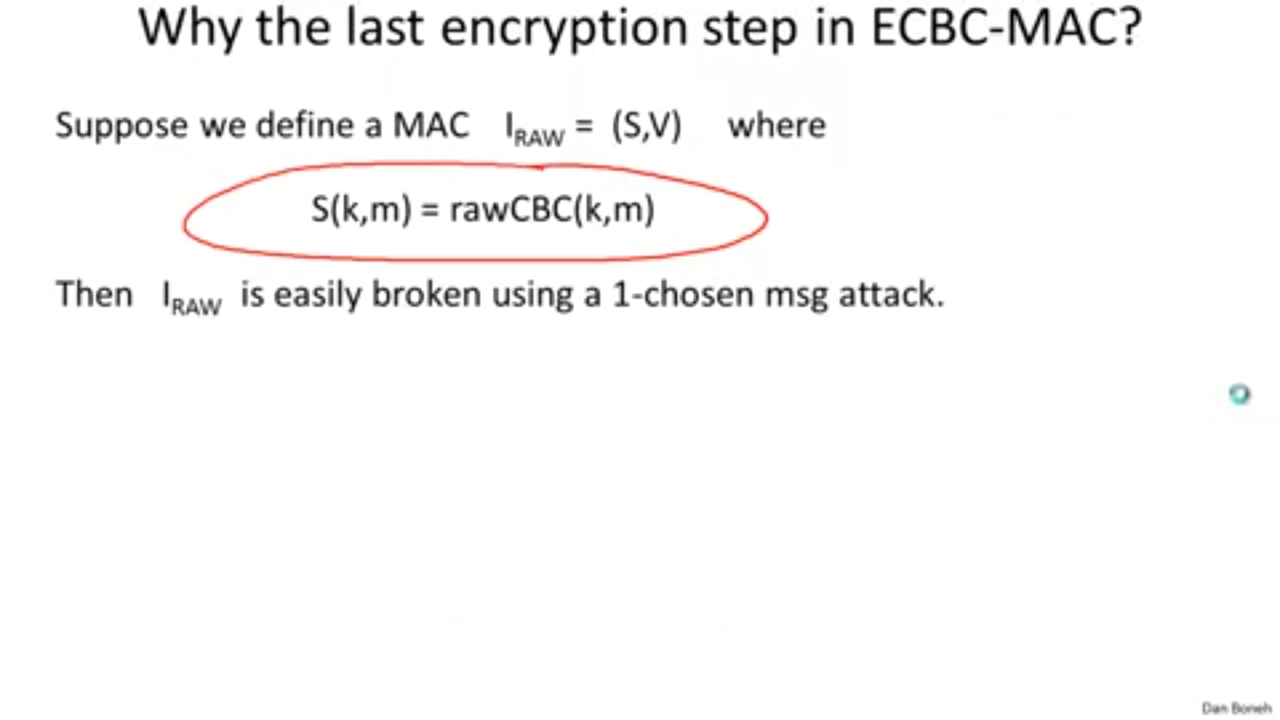 Why the last encryption step in ECBC-MAC?
Suppose we define a MAC I_RAW = (S,V) where
S(k,m) = rawCBC(k,m)
Then I_RAW is easily broken using a 1-chosen msg attack.
Dan Boneh